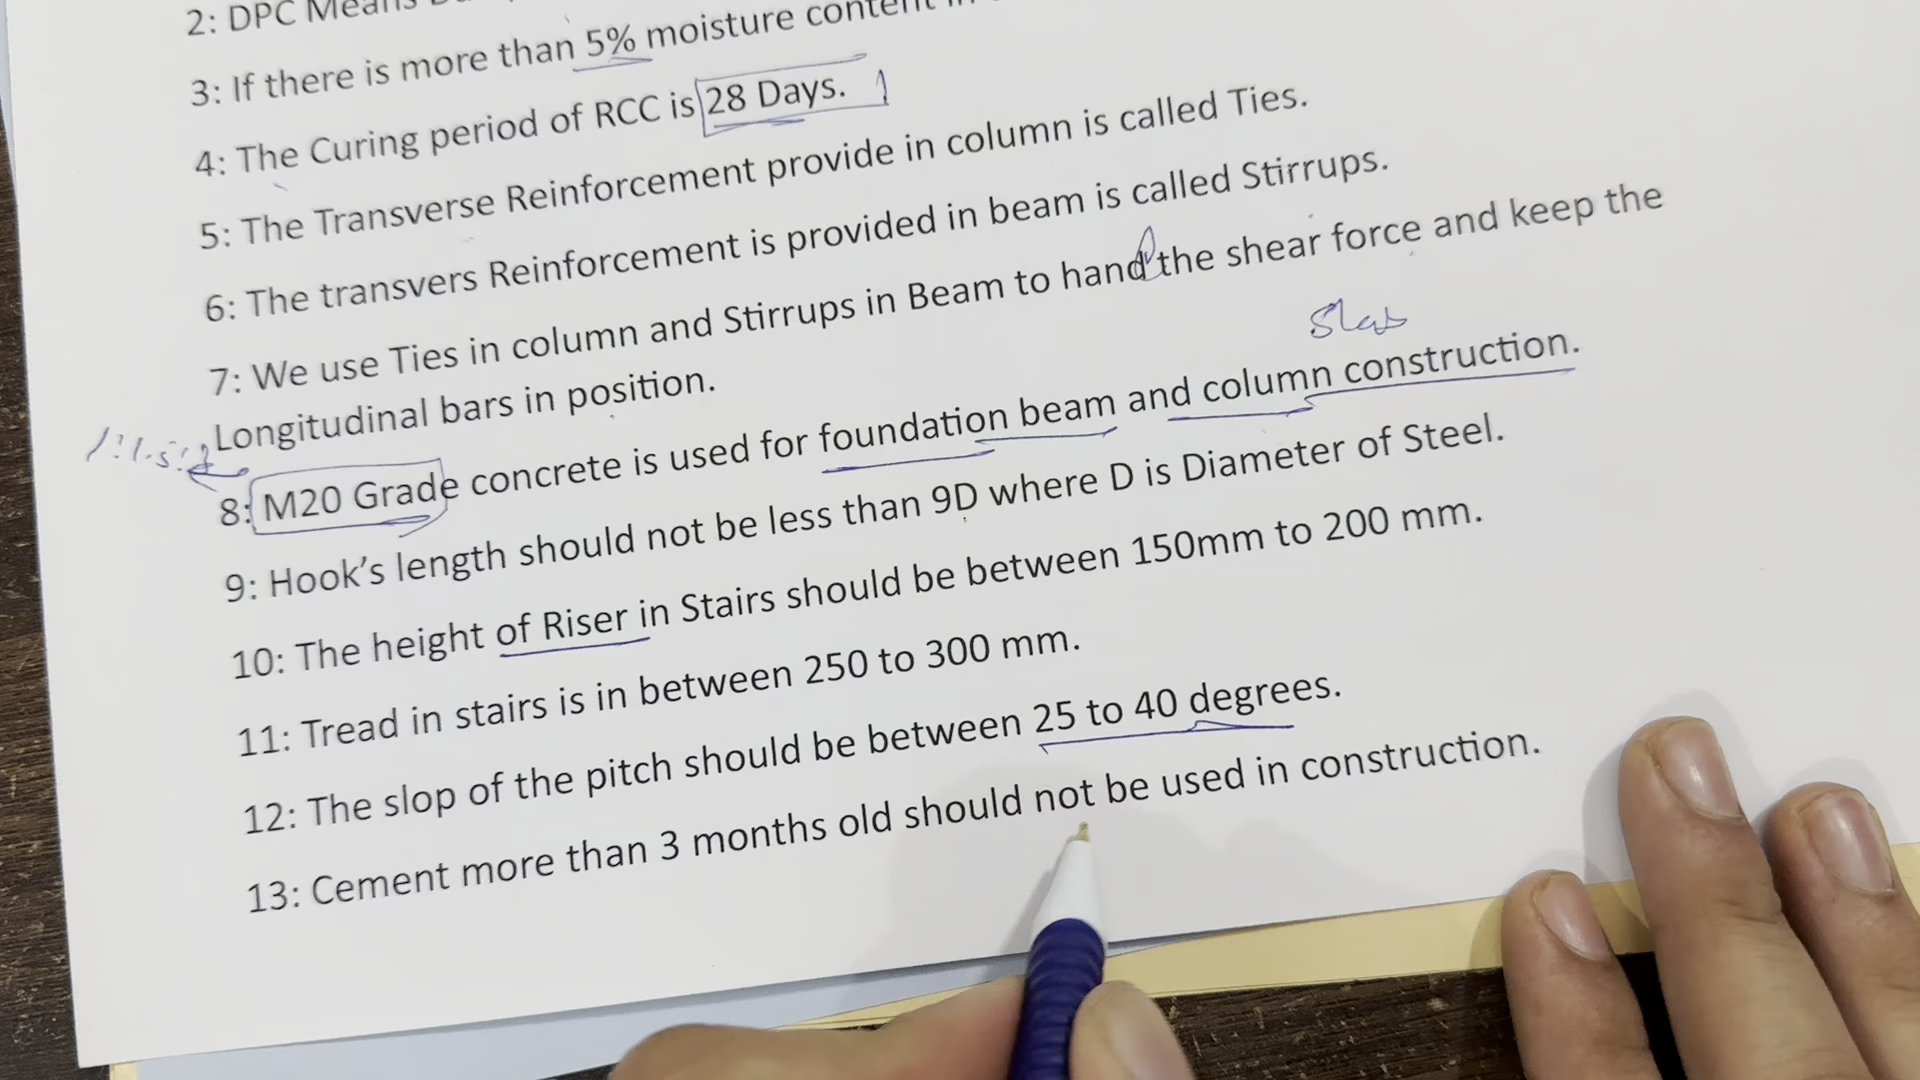 2: DPC Means
3: If there is more than 5% moisture content in
4: The Curing period of RCC is 28 Days.
5: The Transverse Reinforcement provide in column is called Ties.
6: The transvers Reinforcement is provided in beam is called Stirrups.
7: We use Ties in column and Stirrups in Beam to hand the shear force and keep the
Longitudinal bars in position.
Slab
8: M20 Grade concrete is used for foundation beam and column construction.
9: Hook's length should not be less than 9D where D is Diameter of Steel.
10: The height of Riser in Stairs should be between 150mm to 200 mm.
11: Tread in stairs is in between 250 to 300 mm.
12: The slop of the pitch should be between 25 to 40 degrees.
13: Cement more than 3 months old should not be used in construction.